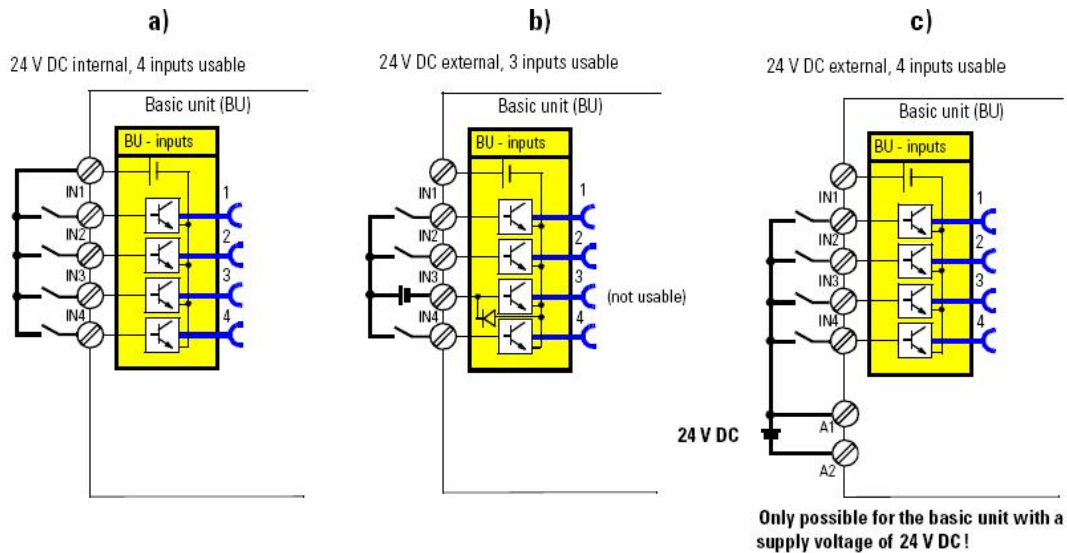 a)
24 V DC internal, 4 inputs usable
Basic unit (BU)
BU - inputs
IN1
1
IN2
2
IN3
3
IN4
4
b)
24 V DC external, 3 inputs usable
Basic unit (BU)
BU - inputs
IN1
1
IN2
2
IN3
3
(not usable)
IN4
4
c)
24 V DC external, 4 inputs usable
Basic unit (BU)
BU - inputs
IN1
1
IN2
2
IN3
3
IN4
4
A1
24 V DC
A2
Only possible for the basic unit with a
supply voltage of 24 V DC !